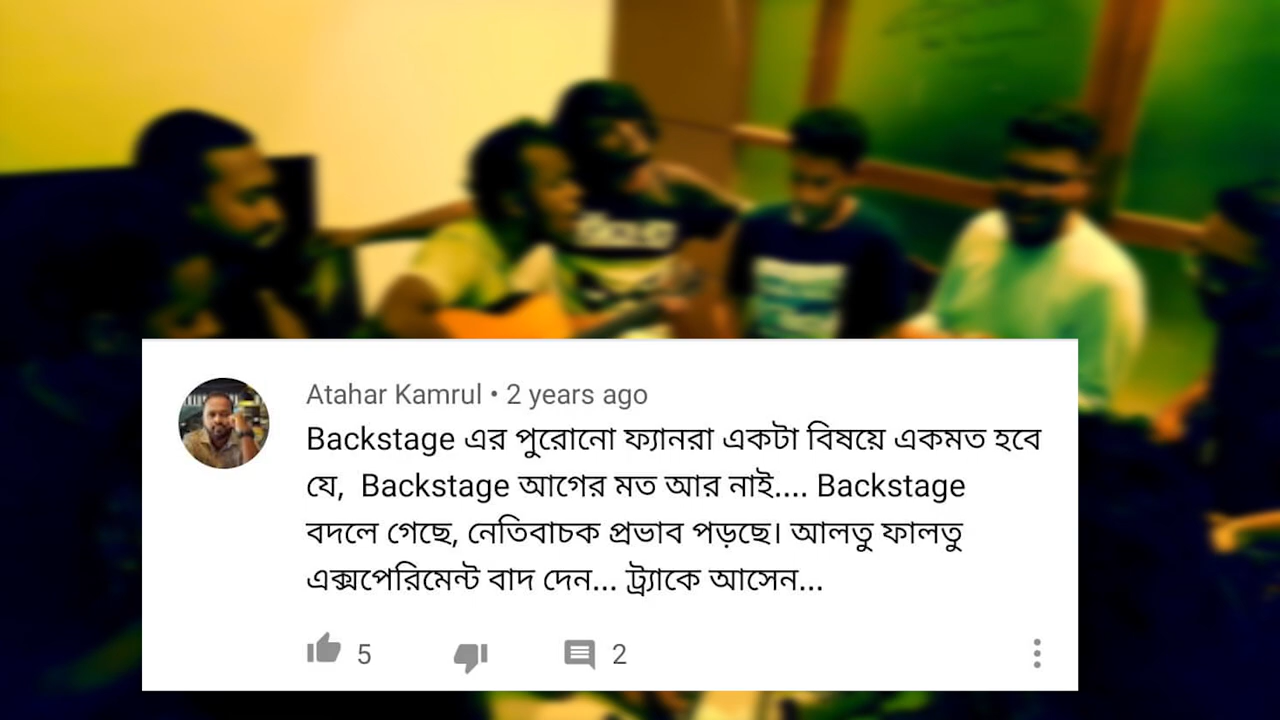 Atahar Kamrul • 2 years ago
Backstage এর পুরোনো ফ্যানরা একটা বিষয়ে একমত হবে
যে,  Backstage আগের মত আর নাই.... Backstage
বদলে গেছে, নেতিবাচক প্রভাব পড়ছে। আলতু ফালতু
এক্সপেরিমেন্ট বাদ দেন... ট্র্যাকে আসেন...
5 2